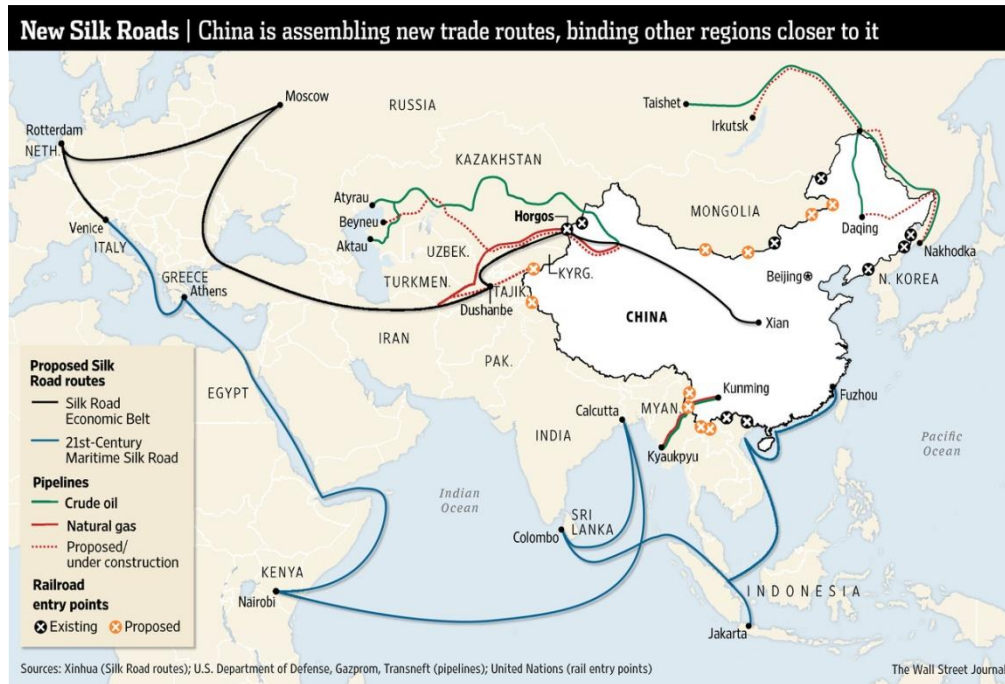 New Silk Roads | China is assembling new trade routes, binding other regions closer to it
Moscow
RUSSIA
Taishet
Irkutsk
Rotterdam
NETH.
KAZAKHSTAN
Atyrau
Beyneu
Aktau
Horgos
MONGOLIA
Daqing
Nakhodka
Venice
ITALY
UZBEK.
KYRG.
GREECE
Athens
TURKMEN.
TAJIK.
Dushanbe
Beijing
N. KOREA
IRAN
CHINA
Xian
PAK.
EGYPT
Kunming
Fuzhou
MYAN.
Calcutta
INDIA
Kyaukpyu
Pacific
Ocean
Indian
Ocean
SRI
LANKA
Colombo
KENYA
Nairobi
INDONESIA
Jakarta
Proposed Silk
Road routes
Silk Road
Economic Belt
21st-Century
Maritime Silk Road
Pipelines
Crude oil
Natural gas
Proposed/
under construction
Railroad
entry points
Existing Proposed
Sources: Xinhua (Silk Road routes); U.S. Department of Defense, Gazprom, Transneft (pipelines); United Nations (rail entry points)
The Wall Street Journal